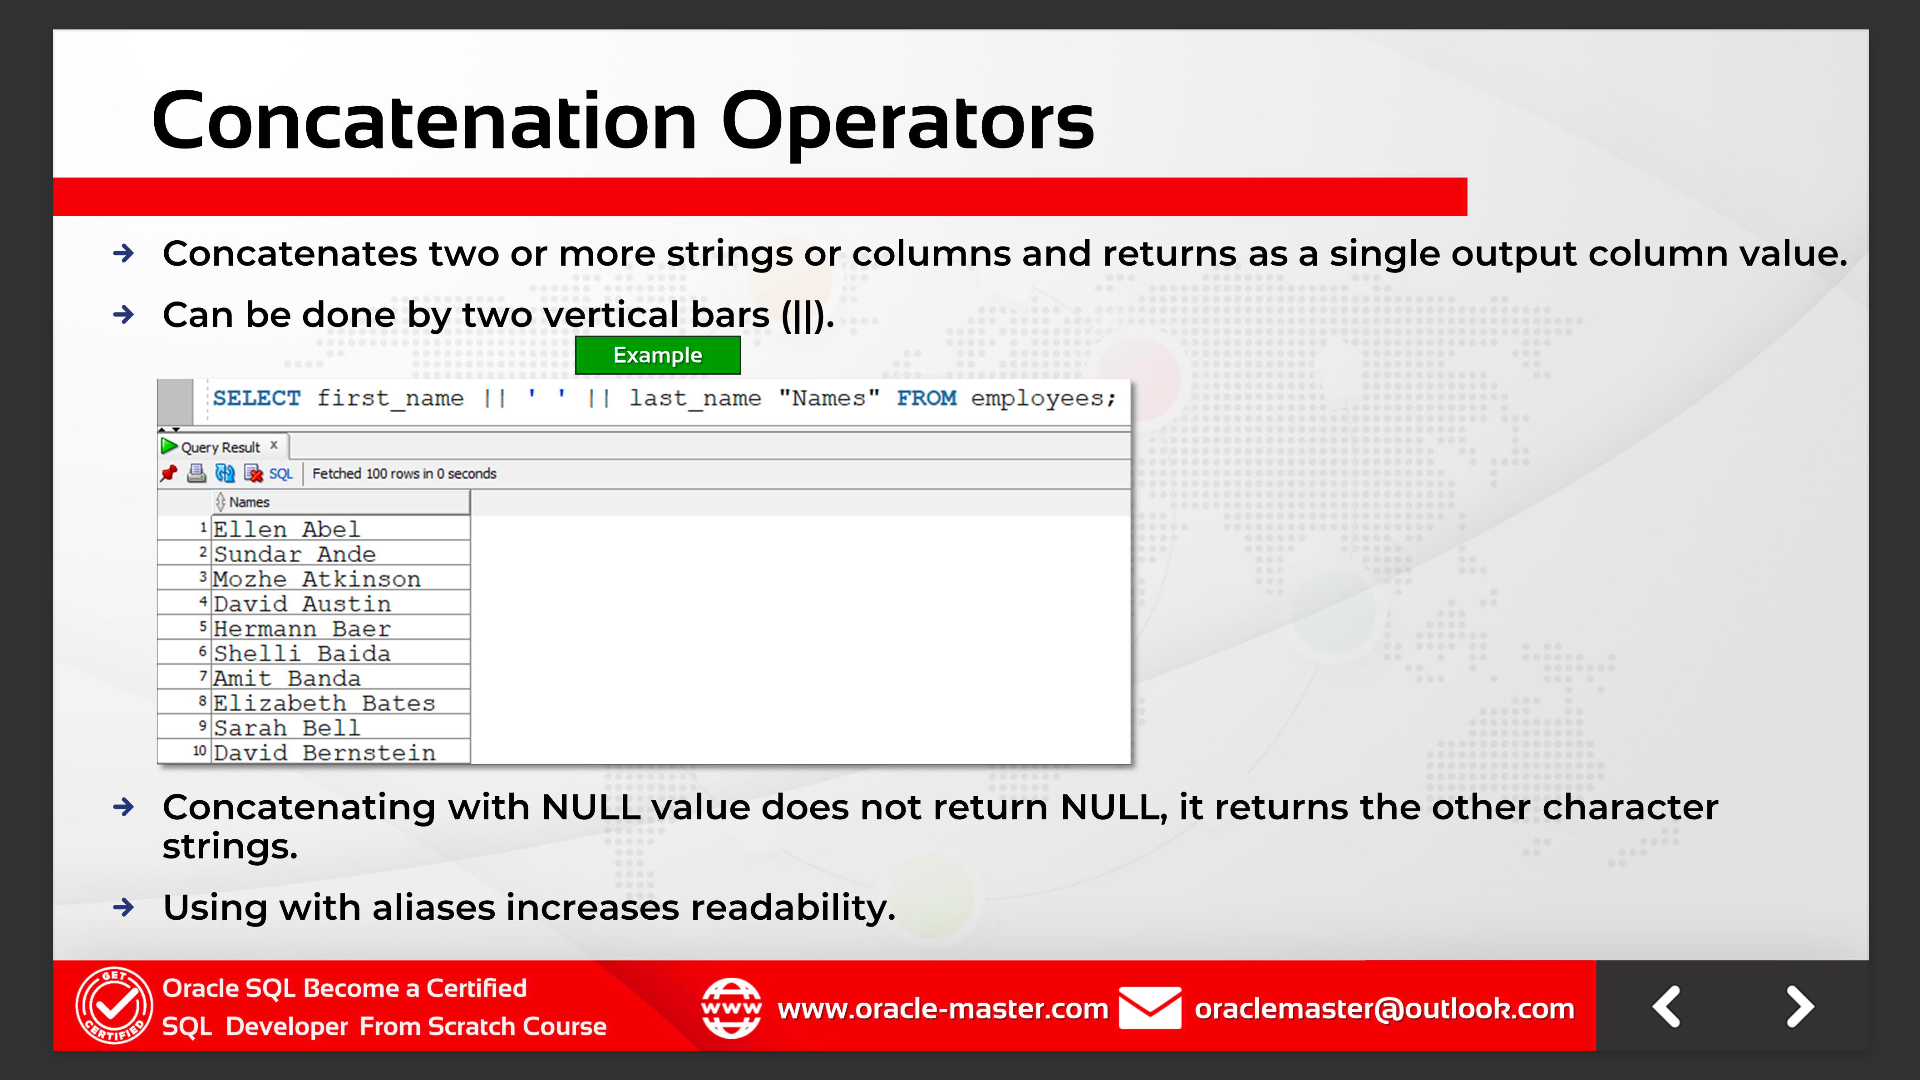 Concatenation Operators
→ Concatenates two or more strings or columns and returns as a single output column value.
→ Can be done by two vertical bars (||).
Example
SELECT first_name || ' ' || last_name "Names" FROM employees;
Query Result x
SQL | Fetched 100 rows in 0 seconds
Names
1 Ellen Abel
2 Sundar Ande
3 Mozhe Atkinson
4 David Austin
5 Hermann Baer
6 Shelli Baida
7 Amit Banda
8 Elizabeth Bates
9 Sarah Bell
10 David Bernstein
→ Concatenating with NULL value does not return NULL, it returns the other character
strings.
→ Using with aliases increases readability.
GET CERTIFIED
Oracle SQL Become a Certified
SQL Developer From Scratch Course
www
www.oracle-master.com
oraclemaster@outlook.com